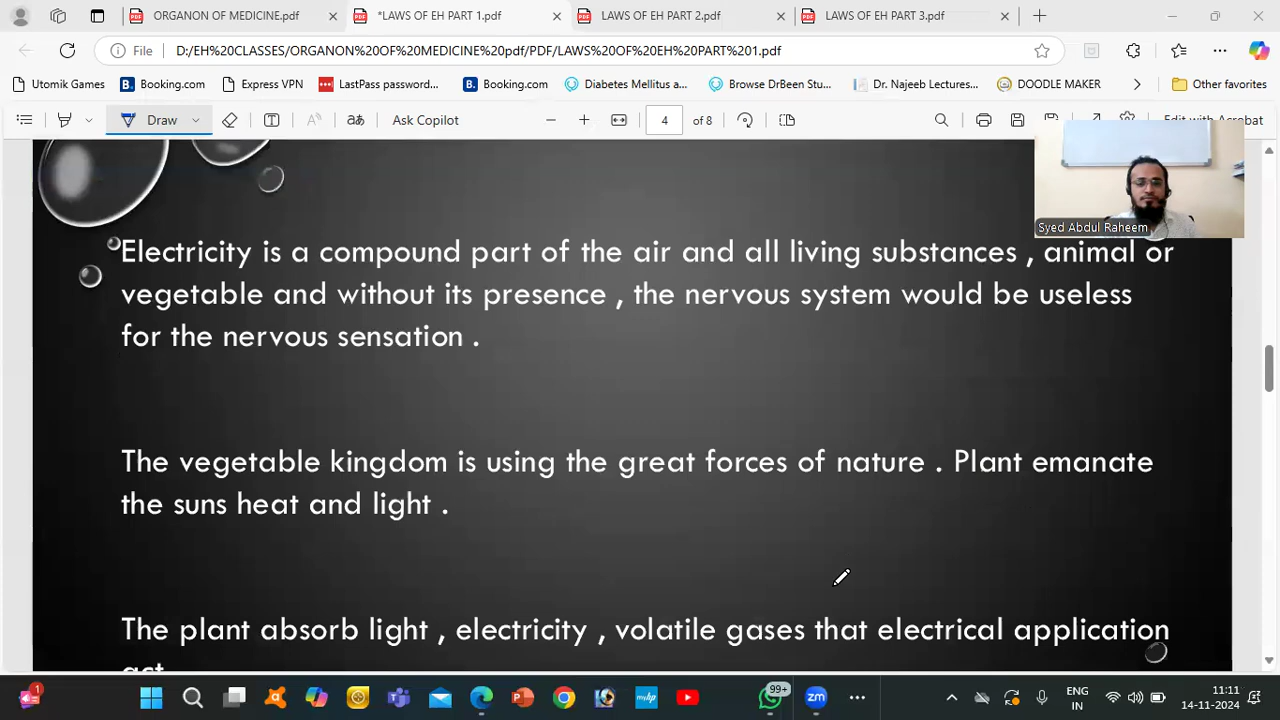 ORGANON OF MEDICINE.pdf
*LAWS OF EH PART 1.pdf
LAWS OF EH PART 2.pdf
LAWS OF EH PART 3.pdf
File
D:/EH%20CLASSES/ORGANON%20OF%20MEDICINE%20pdf/PDF/LAWS%20OF%20EH%20PART%201.pdf
Utomik Games
Booking.com
Express VPN
LastPass password...
Booking.com
Diabetes Mellitus a...
Browse DrBeen Stu...
Dr. Najeeb Lectures...
DOODLE MAKER
Other favorites
Draw
Ask Copilot
4 of 8
Edit with Acrobat
Syed Abdul Raheem
Electricity is a compound part of the air and all living substances , animal or
vegetable and without its presence , the nervous system would be useless
for the nervous sensation .
The vegetable kingdom is using the great forces of nature . Plant emanate
the suns heat and light .
The plant absorb light , electricity , volatile gases that electrical application
act
1
99+
zm
ENG
IN
11:11
14-11-2024